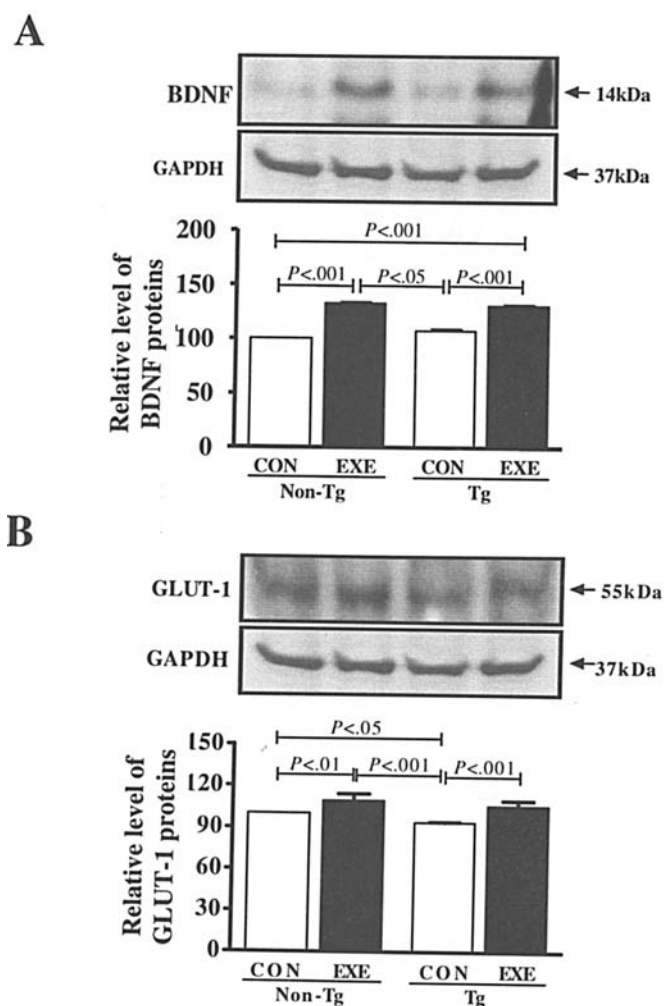 A
BDNF
14kDa
GAPDH
37kDa
Relative level of
BDNF proteins
200
150
100
50
0
P<.001
P<.001
P<.05
P<.001
CON
EXE
CON
EXE
Non-Tg
Tg
B
GLUT-1
55kDa
GAPDH
37kDa
Relative level of
GLUT-1 proteins
150
120
90
60
30
0
P<.05
P<.01
P<.001
P<.001
CON
EXE
CON
EXE
Non-Tg
Tg